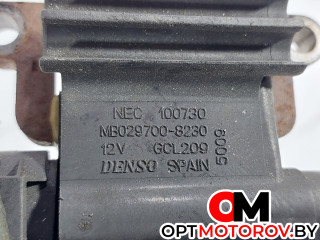 NEC 100730
MB029700-8230
12V GCL209
DENSO SPAIN
5009
OPTMOTOROV.BY